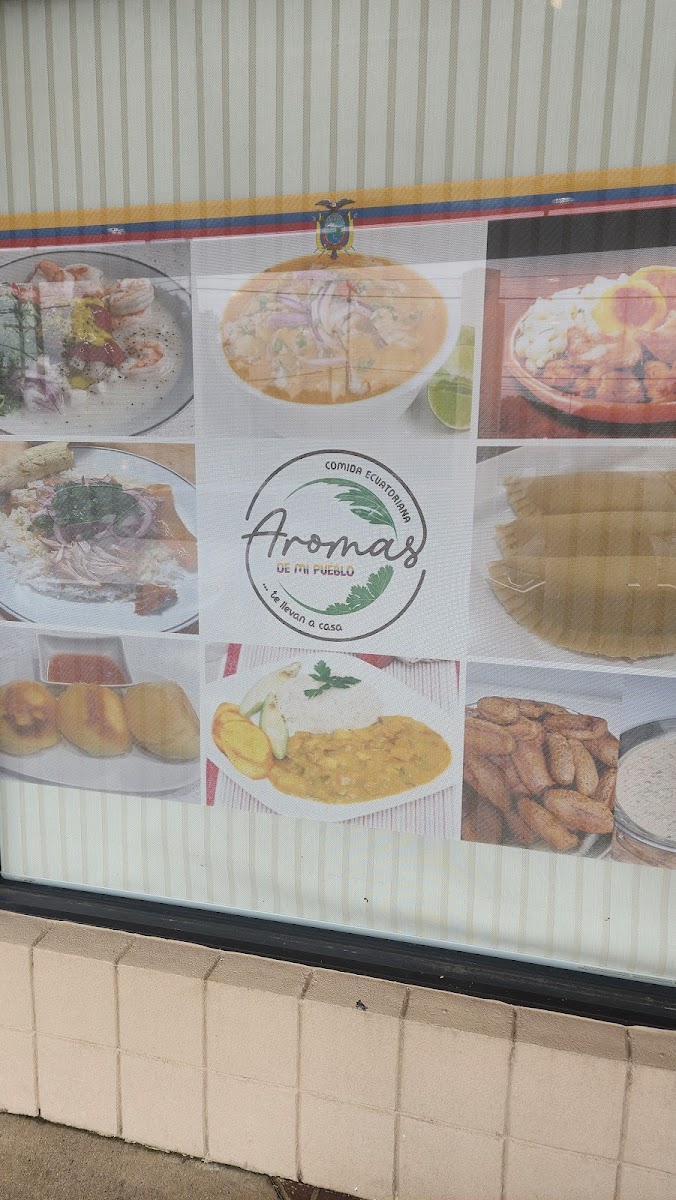 COMIDA ECUATORIANA
Aromas
DE MI PUEBLO
... te llevan a casa